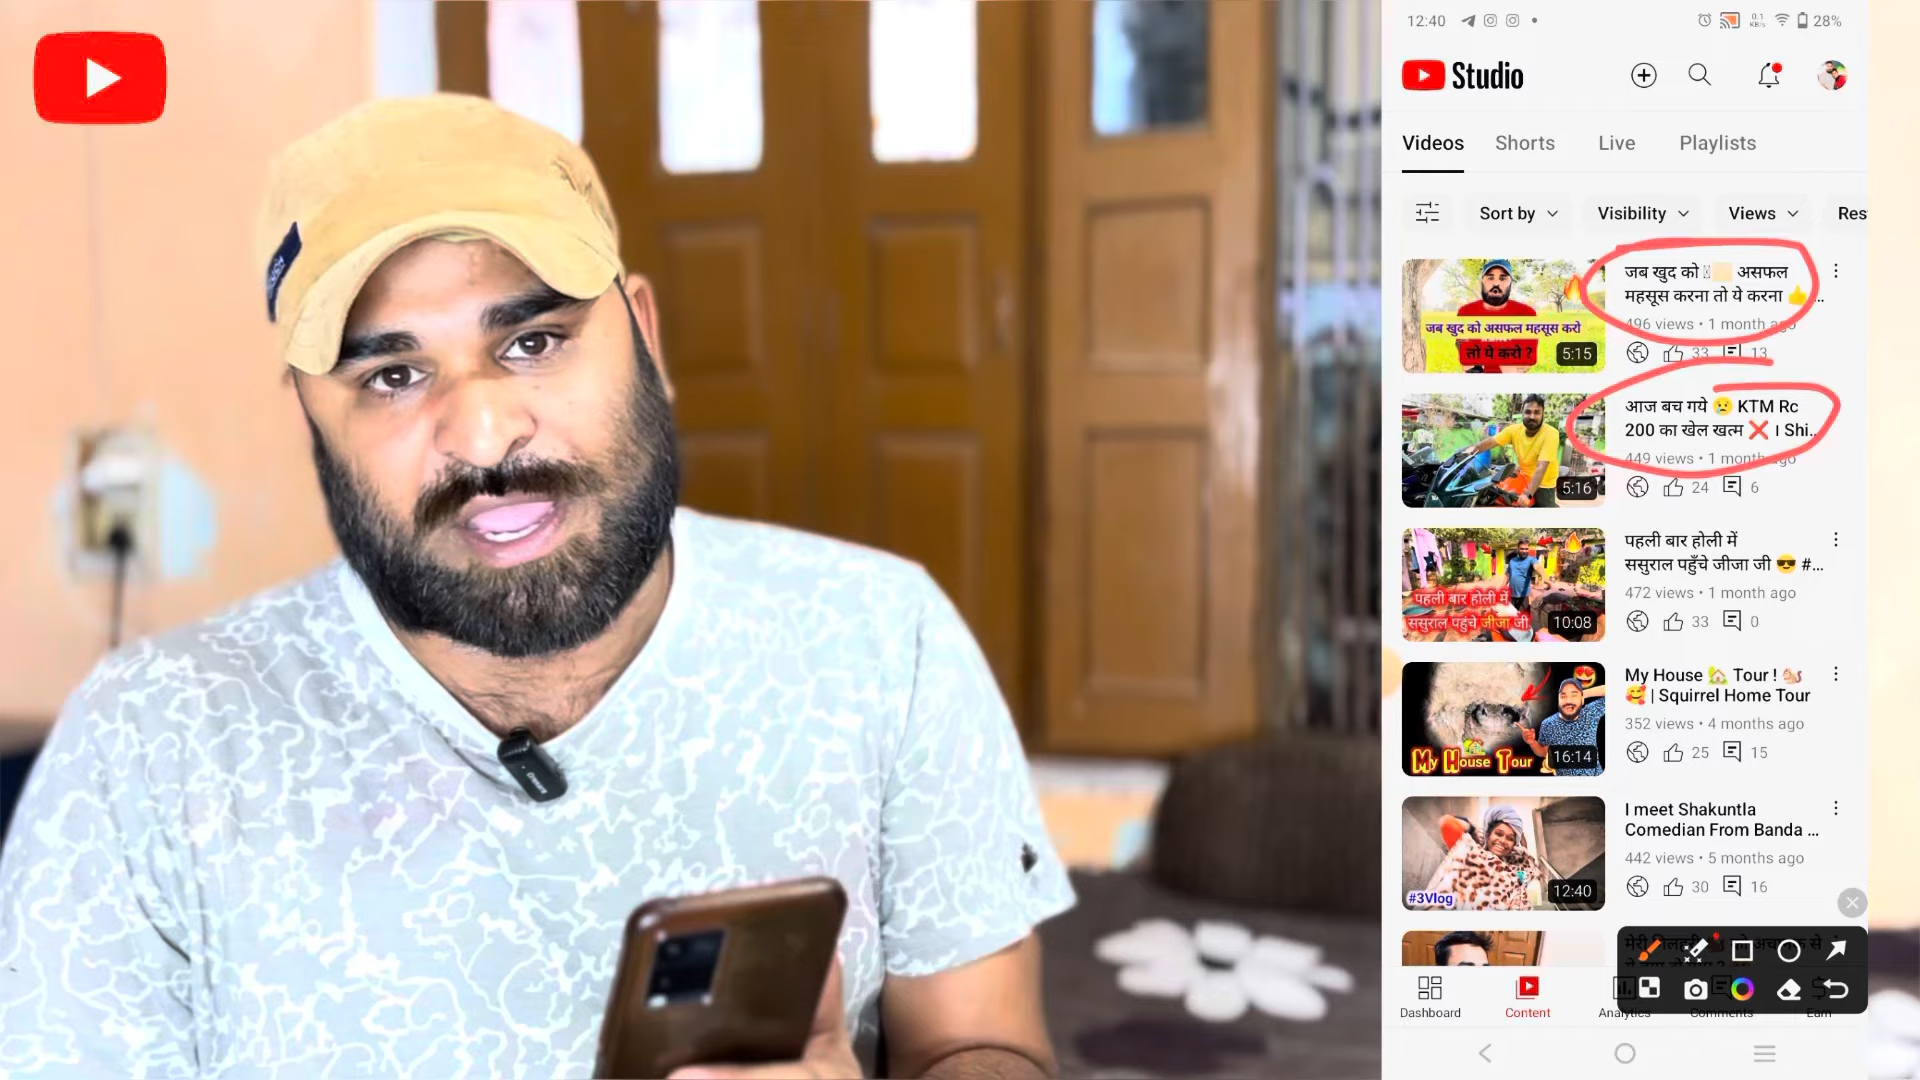 12:40
0.1
KB/s
28%
Studio
Videos
Shorts
Live
Playlists
Sort by
Visibility
Views
Res
जब खुद को असफल महसूस करो
तो ये करो ?
5:15
जब खुद को असफल
महसूस करना तो ये करना 👍...
496 views • 1 month ago
33
13
5:16
आज बच गये 😢 KTM Rc
200 का खेल खत्म ❌ । Shi...
449 views • 1 month ago
24
6
पहली बार होली में
ससुराल पहुँचे जीजा जी
10:08
पहली बार होली में
ससुराल पहुँचे जीजा जी 😎 #...
472 views • 1 month ago
33
0
My House Tour
16:14
My House 🏡 Tour ! 🐿️
🥰 | Squirrel Home Tour
352 views • 4 months ago
25
15
#3Vlog
12:40
I meet Shakuntla
Comedian From Banda ...
442 views • 5 months ago
30
16
Dashboard
Content
Analytics
Comments
Earn